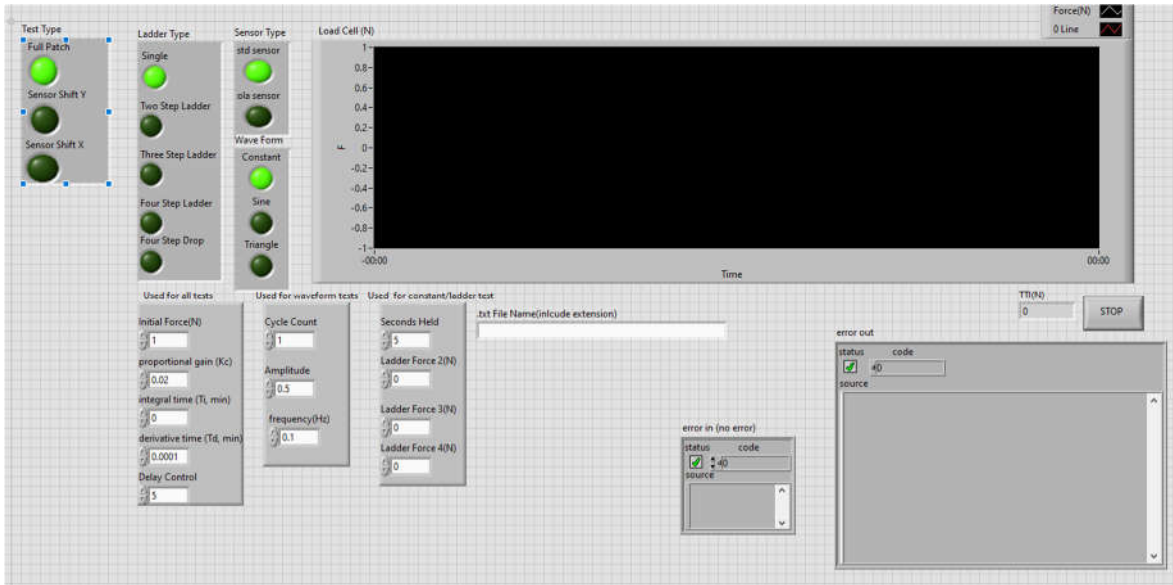 Test Type
Full Patch
Sensor Shift Y
Sensor Shift X
Ladder Type
Single
Two Step Ladder
Three Step Ladder
Four Step Ladder
Four Step Drop
Sensor Type
std sensor
ola sensor
Wave Form
Constant
Sine
Triangle
Load Cell (N)
Force(N)
0 Line
1
0.8
0.6
0.4
0.2
0
-0.2
-0.4
-0.6
-0.8
-1
F
-00:00
00:00
Time
Used for all tests
Initial Force(N)
1
proportional gain (Kc)
0.02
integral time (Ti, min)
0
derivative time (Td, min)
0.0001
Delay Control
5
Used for waveform tests
Cycle Count
1
Amplitude
0.5
frequency(Hz)
0.1
Used for constant/ladder test
Seconds Held
5
Ladder Force 2(N)
0
Ladder Force 3(N)
0
Ladder Force 4(N)
0
.txt File Name(inlcude extension)
TTI(N)
0
STOP
error in (no error)
status code
d0
source
error out
status code
d0
source